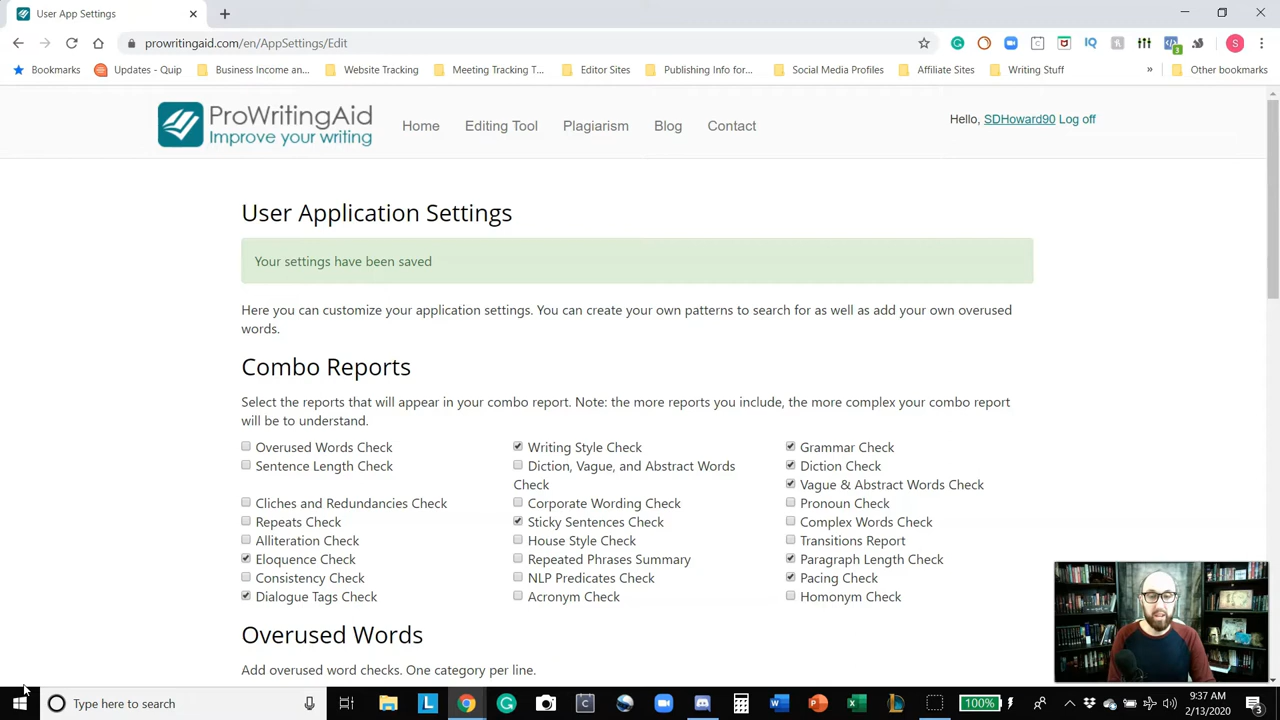 User App Settings
prowritingaid.com/en/AppSettings/Edit
IQ
3
S
Bookmarks
Updates - Quip
Business Income an...
Website Tracking
Meeting Tracking T...
Editor Sites
Publishing Info for...
Social Media Profiles
Affiliate Sites
Writing Stuff
»
Other bookmarks
ProWritingAid
Improve your writing
Home
Editing Tool
Plagiarism
Blog
Contact
Hello, SDHoward90 Log off
User Application Settings
Your settings have been saved
Here you can customize your application settings. You can create your own patterns to search for as well as add your own overused
words.
Combo Reports
Select the reports that will appear in your combo report. Note: the more reports you include, the more complex your combo report
will be to understand.
Overused Words Check
Writing Style Check
Grammar Check
Sentence Length Check
Diction, Vague, and Abstract Words
Check
Diction Check
Vague & Abstract Words Check
Cliches and Redundancies Check
Corporate Wording Check
Pronoun Check
Repeats Check
Sticky Sentences Check
Complex Words Check
Alliteration Check
House Style Check
Transitions Report
Eloquence Check
Repeated Phrases Summary
Paragraph Length Check
Consistency Check
NLP Predicates Check
Pacing Check
Dialogue Tags Check
Acronym Check
Homonym Check
Overused Words
Add overused word checks. One category per line.
Type here to search
L
100%
9:37 AM
2/13/2020
3